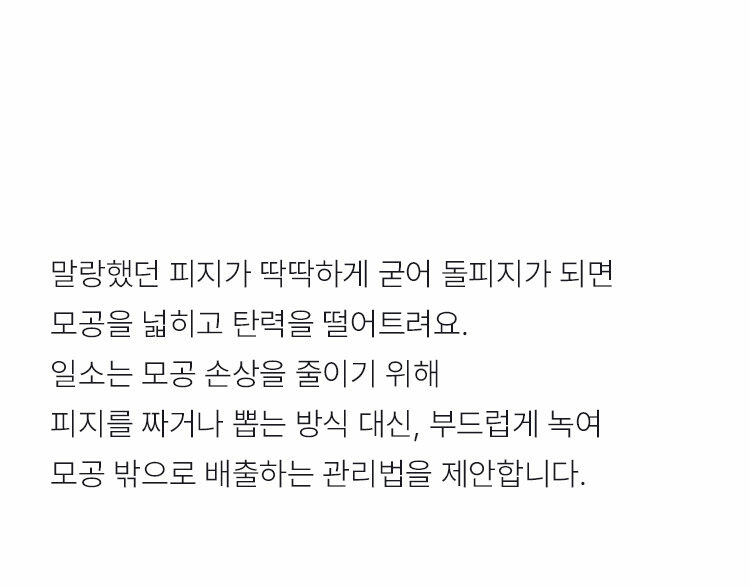 말랑했던 피지가 딱딱하게 굳어 돌피지가 되면
모공을 넓히고 탄력을 떨어트려요.
일소는 모공 손상을 줄이기 위해
피지를 짜거나 뽑는 방식 대신, 부드럽게 녹여
모공 밖으로 배출하는 관리법을 제안합니다.